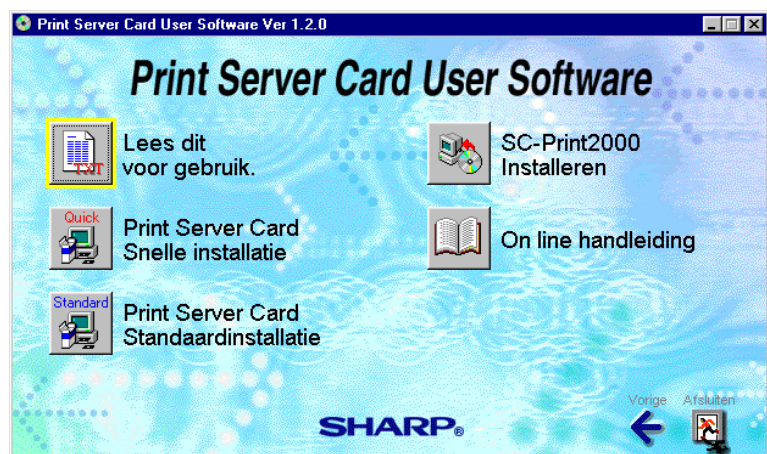 Print Server Card User Software Ver 1.2.0
Print Server Card User Software
TXT
Lees dit
voor gebruik.
SC-Print2000
Installeren
Quick
Print Server Card
Snelle installatie
On line handleiding
Standard
Print Server Card
Standaardinstallatie
Vorige
Afsluiten
SHARP®